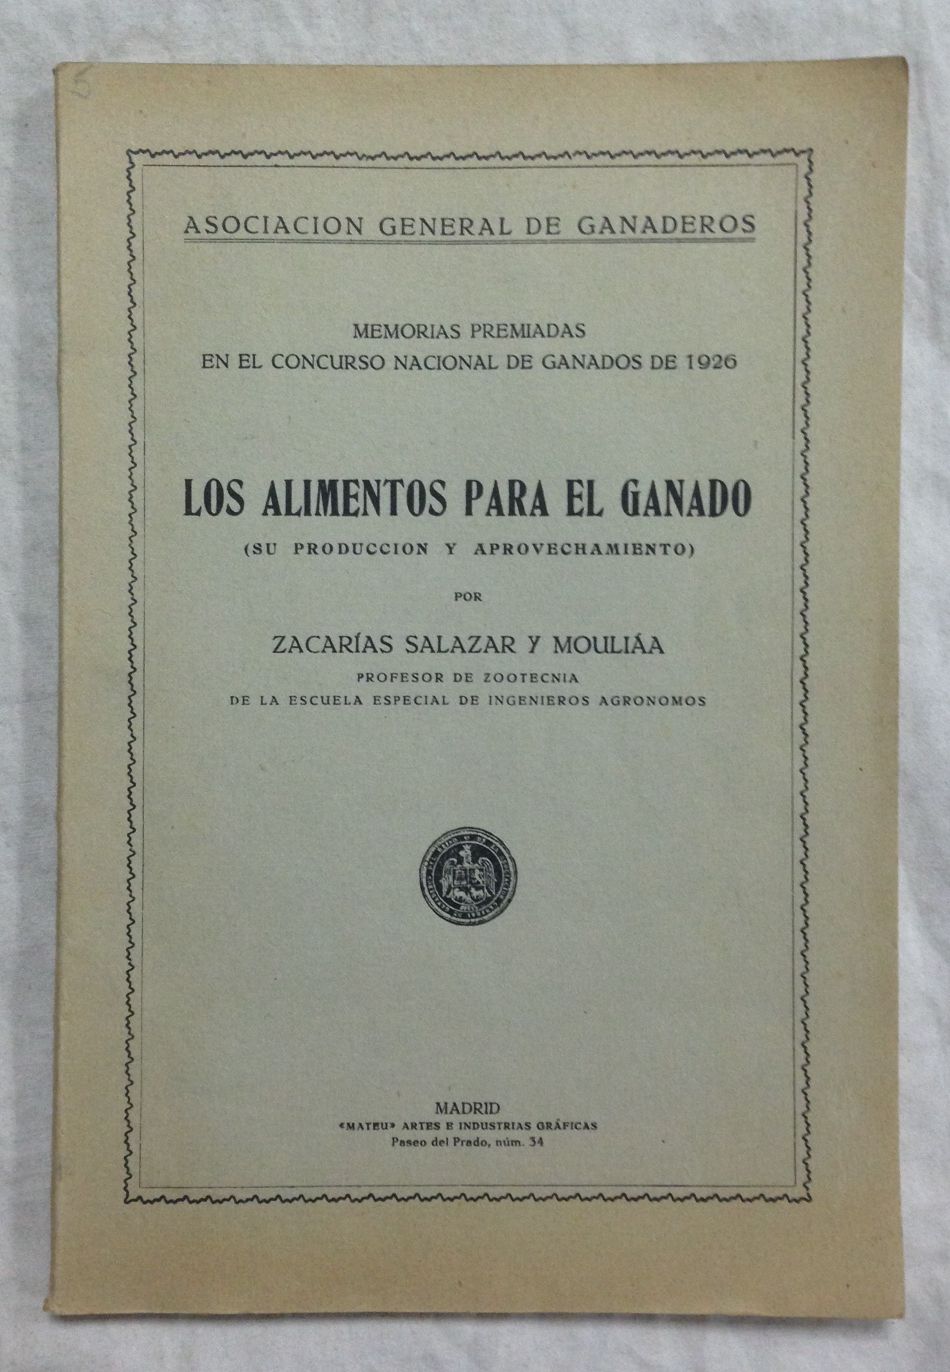 5
ASOCIACION GENERAL DE GANADEROS
MEMORIAS PREMIADAS
EN EL CONCURSO NACIONAL DE GANADOS DE 1926
LOS ALIMENTOS PARA EL GANADO
(SU PRODUCCION Y APROVECHAMIENTO)
POR
ZACARÍAS SALAZAR Y MOULIÁA
PROFESOR DE ZOOTECNIA
DE LA ESCUELA ESPECIAL DE INGENIEROS AGRONOMOS
MADRID
«MATEU» ARTES E INDUSTRIAS GRÁFICAS
Paseo del Prado, núm. 34